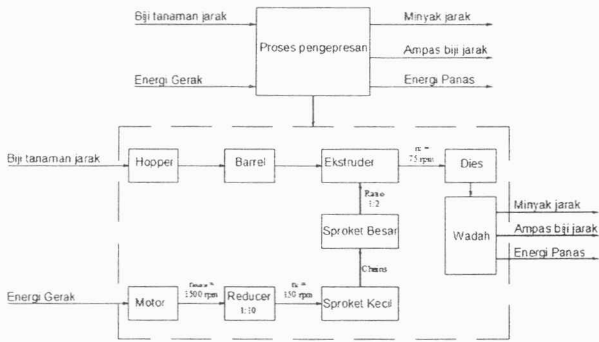 Biji tanaman jarak
Minyak jarak
Proses pengepresan
Ampas biji jarak
Energi Gerak
Energi Panas
Biji tanaman jarak
Hopper
Barrel
Ekstruder
75 rpm
Dies
Rasio
1:2
Sproket Besar
Wadah
Minyak jarak
Ampas biji jarak
Energi Panas
Chains
Energi Gerak
Motor
1500 rpm
Reducer
1:10
150 rpm
Sproket Kecil